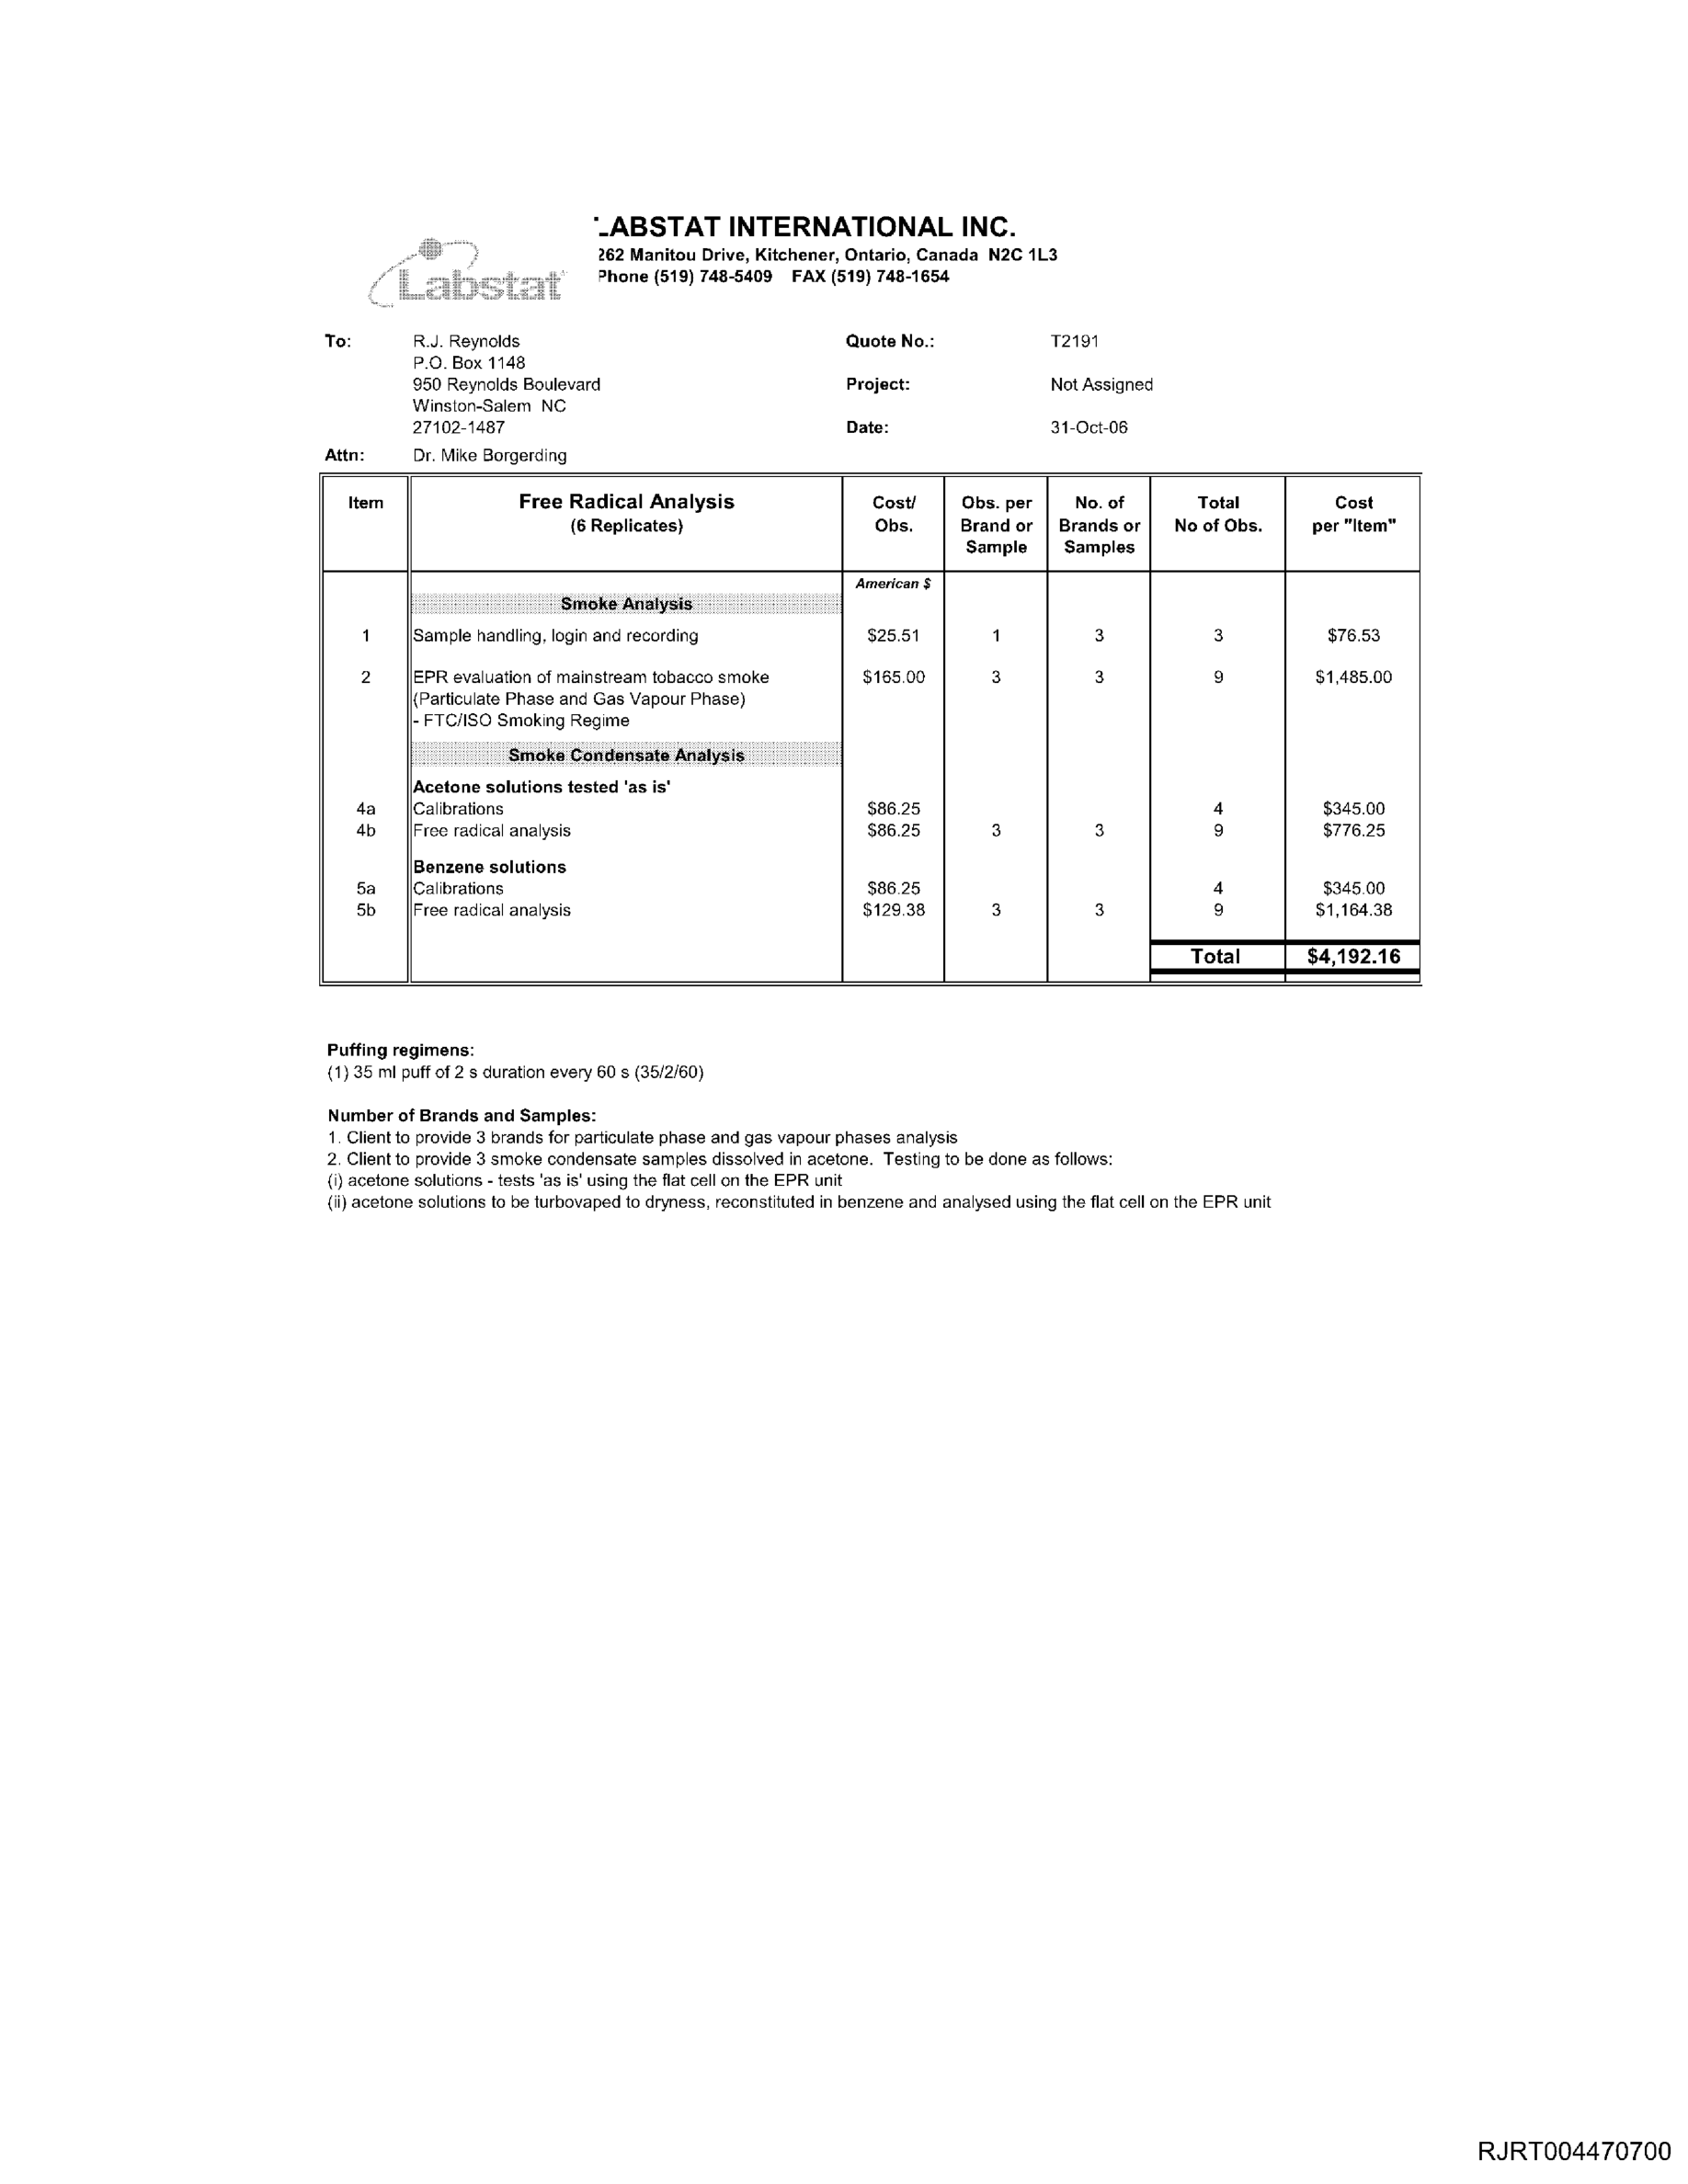 LABSTAT INTERNATIONAL INC.
262 Manitou Drive, Kitchener, Ontario, Canada N2C 1L3
Phone (519) 748-5409 FAX (519) 748-1654
Labstat
To: R.J. Reynolds Quote No.: T2191
P.O. Box 1148
950 Reynolds Boulevard Project: Not Assigned
Winston-Salem NC
27102-1487 Date: 31-Oct-06
Attn: Dr. Mike Borgerding
Item Free Radical Analysis Cost/ Obs. per No. of Total Cost
(6 Replicates) Obs. Brand or Brands or No of Obs. per "Item"
Sample Samples
American $
Smoke Analysis
1 Sample handling, login and recording $25.51 1 3 3 $76.53
2 EPR evaluation of mainstream tobacco smoke $165.00 3 3 9 $1,485.00
(Particulate Phase and Gas Vapour Phase)
- FTC/ISO Smoking Regime
Smoke Condensate Analysis
Acetone solutions tested 'as is'
4a Calibrations $86.25 4 $345.00
4b Free radical analysis $86.25 3 3 9 $776.25
Benzene solutions
5a Calibrations $86.25 4 $345.00
5b Free radical analysis $129.38 3 3 9 $1,164.38
Total $4,192.16
Puffing regimens:
(1) 35 ml puff of 2 s duration every 60 s (35/2/60)
Number of Brands and Samples:
1. Client to provide 3 brands for particulate phase and gas vapour phases analysis
2. Client to provide 3 smoke condensate samples dissolved in acetone. Testing to be done as follows:
(i) acetone solutions - tests 'as is' using the flat cell on the EPR unit
(ii) acetone solutions to be turbovaped to dryness, reconstituted in benzene and analysed using the flat cell on the EPR unit
RJRT004470700